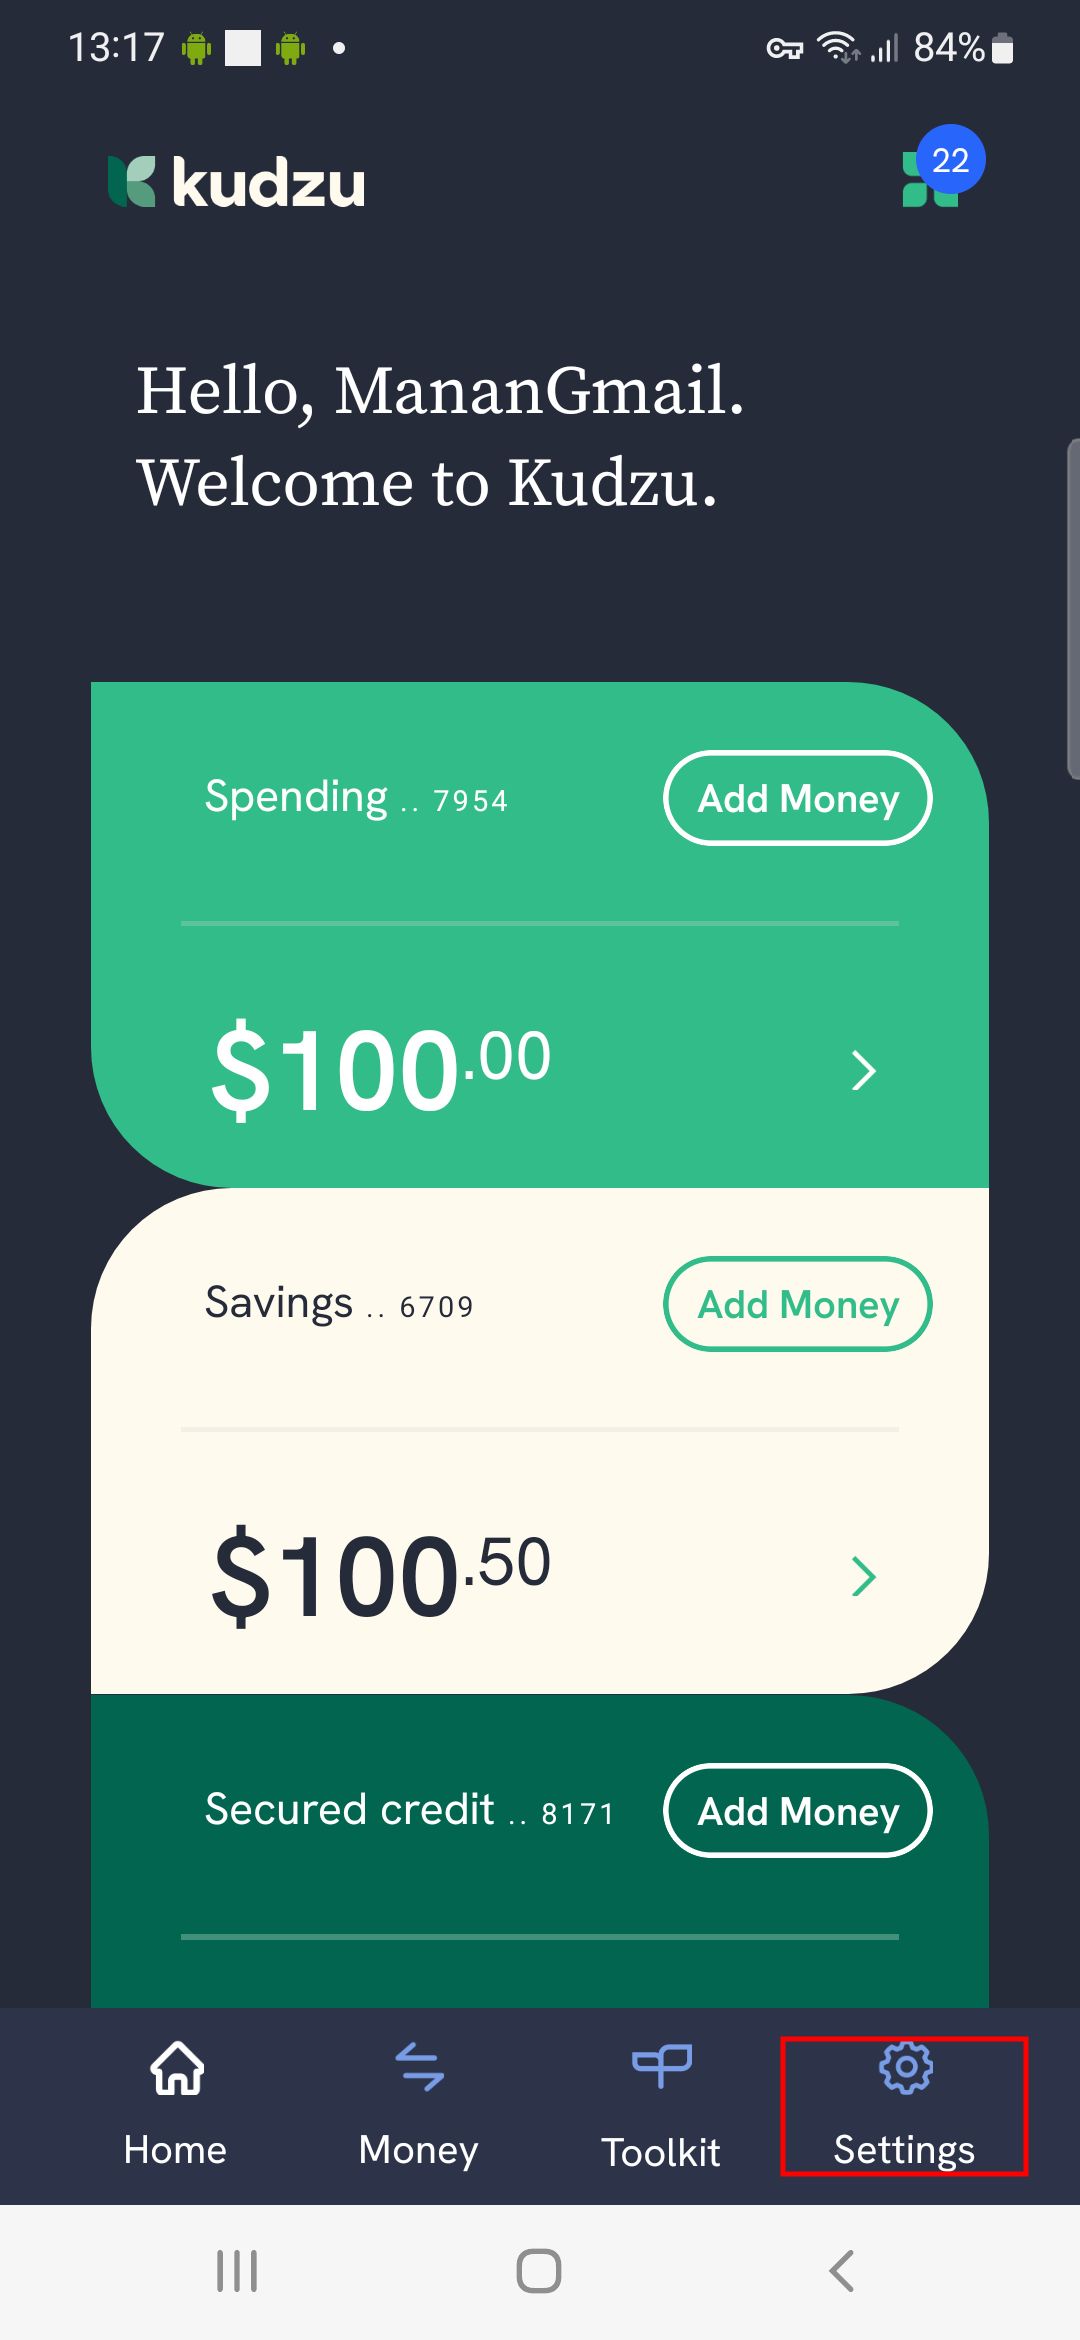 13:17
84%
kudzu
22
Hello, MananGmail.
Welcome to Kudzu.
Spending .. 7954
Add Money
$100.00
Savings .. 6709
Add Money
$100.50
Secured credit .. 8171
Add Money
Home
Money
Toolkit
Settings